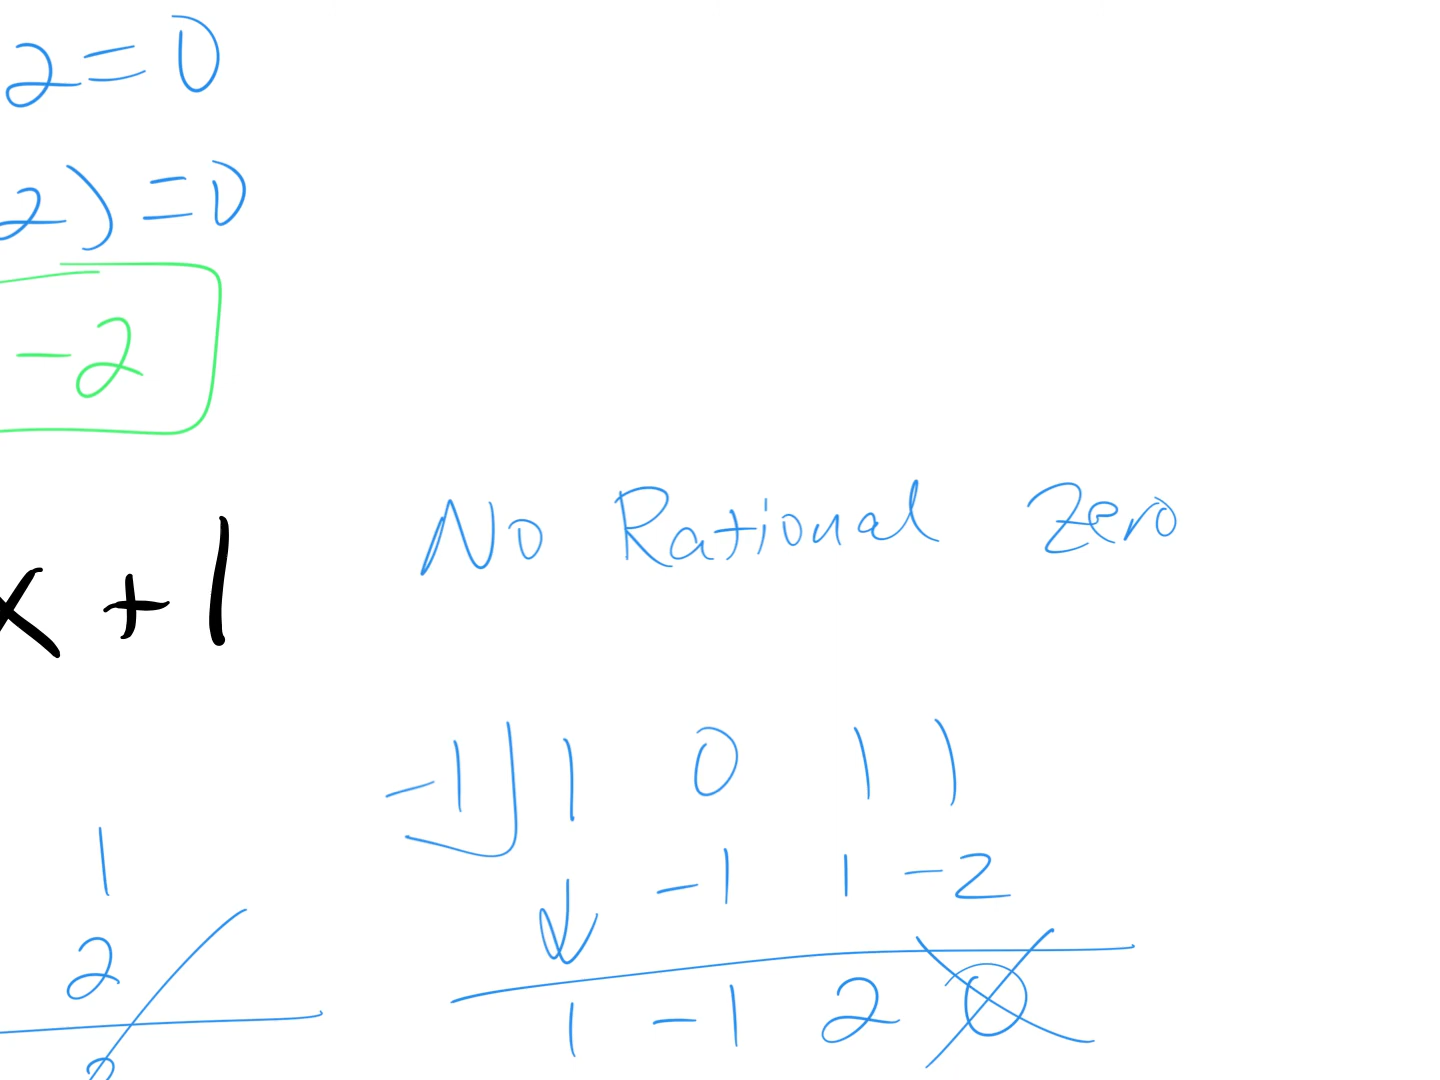 2=0
2)=0
-2
x+1
No Rational Zero
-1 1 0 1 1
1 -1 1 -2
2
1 -1 2 0